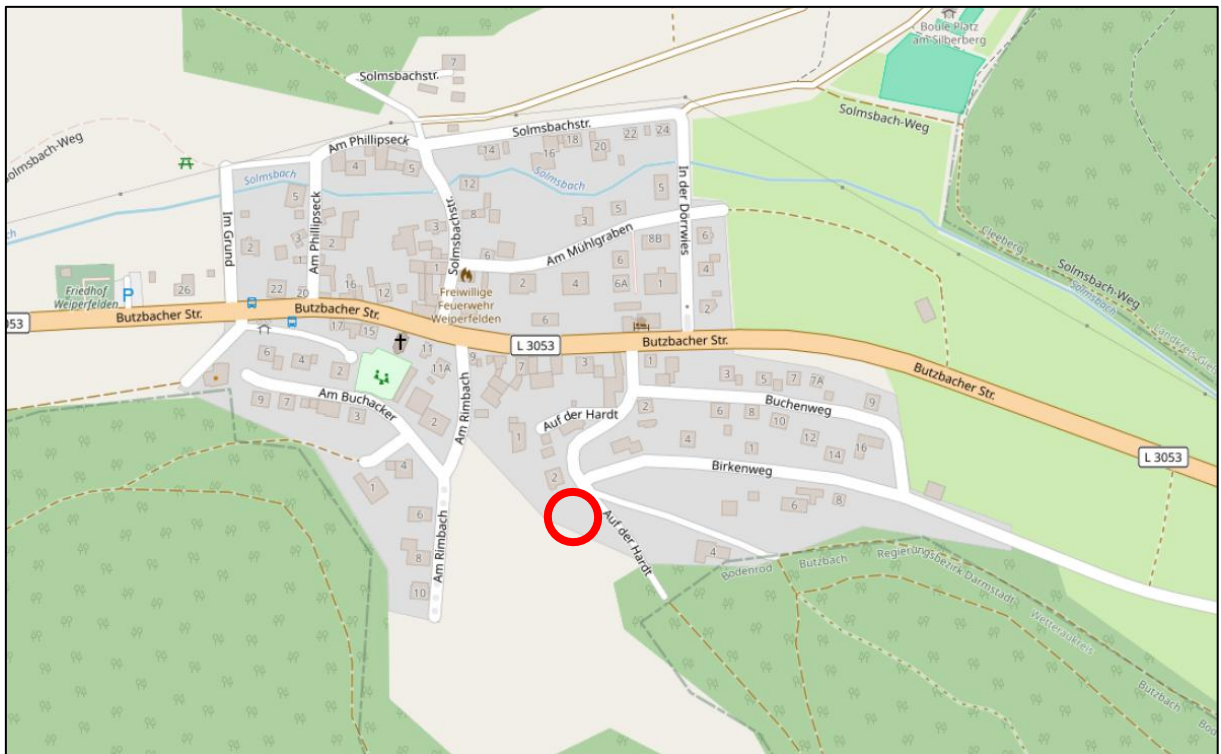 Boule Platz
am Silberberg
7
Solmsbachstr.
Solmsbach-Weg
Solmsbachstr.
22
24
14
16
18
20
Am Phillipseck
4
5
Solmsbach-Weg
Solmsbach
Solmsbach
12
5
5
In der Dörrwies
Im Grund
2
3
1
Am Phillipseck
2
3
8
Solmsbachstr.
3
5
Am Mühlgraben
8B
6
6
4
2
Cleeberg
Solmsbach-Weg
Solmsbach
Friedhof
Weiperfelden
P
26
22
20
16
12
1
6
Freiwillige
Feuerwehr
Weiperfelden
2
4
6A
1
6
Butzbacher Str.
Butzbacher Str.
L 3053
Butzbacher Str.
Butzbacher Str.
L 3053
053
17
15
11
11A
9
7
3
1
6
4
2
9
7
3
Am Buchacker
2
Am Rimbach
1
Auf der Hardt
2
2
3
5
7
7A
9
Buchenweg
6
8
10
12
14
16
4
1
Birkenweg
6
8
4
1
4
6
8
10
Am Rimbach
Auf der Hardt
Bodenrod
Butzbach
Regierungsbezirk Darmstadt
Wetteraukreis
Butzbach